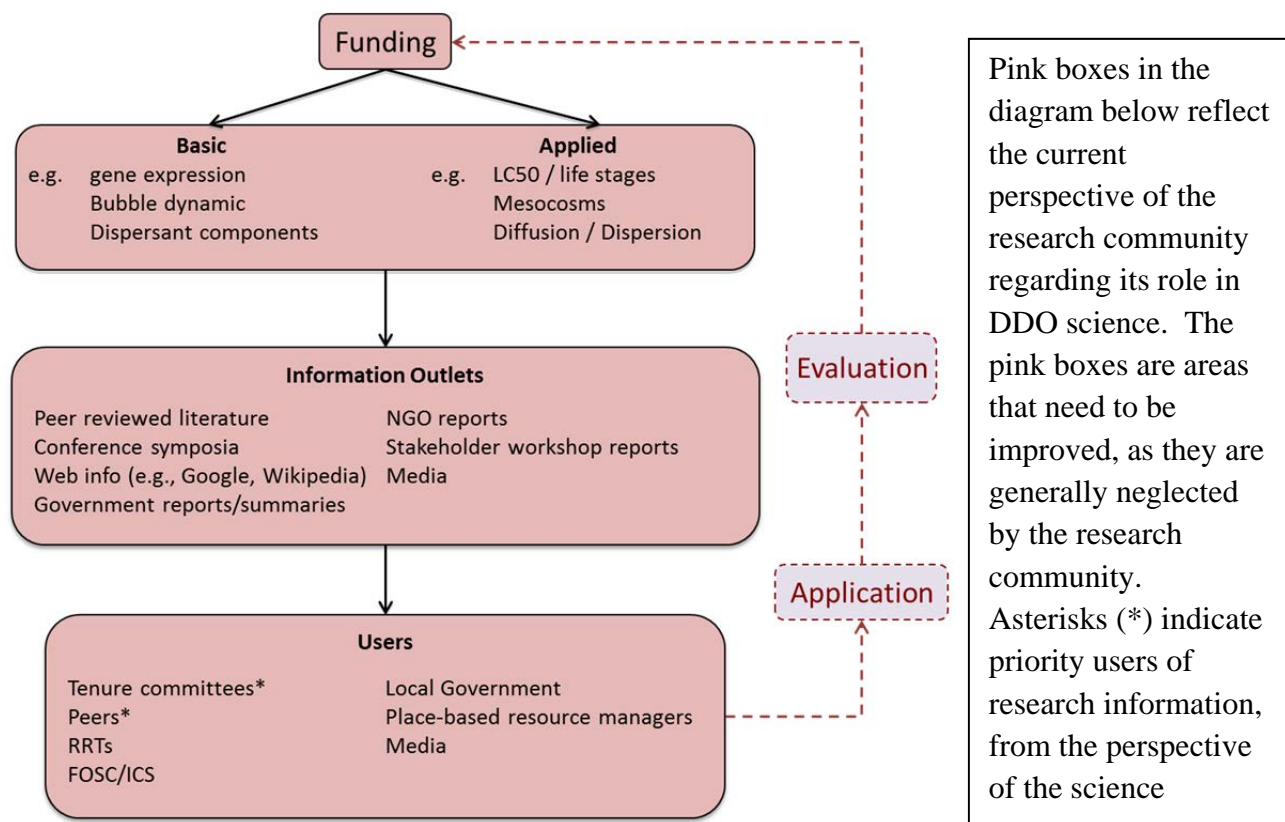 Funding
Basic
e.g. gene expression
Bubble dynamic
Dispersant components
Applied
e.g. LC50 / life stages
Mesocosms
Diffusion / Dispersion
Information Outlets
Peer reviewed literature
Conference symposia
Web info (e.g., Google, Wikipedia)
Government reports/summaries
NGO reports
Stakeholder workshop reports
Media
Users
Tenure committees*
Peers*
RRTs
FOSC/ICS
Local Government
Place-based resource managers
Media
Evaluation
Application
Pink boxes in the
diagram below reflect
the current
perspective of the
research community
regarding its role in
DDO science. The
pink boxes are areas
that need to be
improved, as they are
generally neglected
by the research
community.
Asterisks (*) indicate
priority users of
research information,
from the perspective
of the science